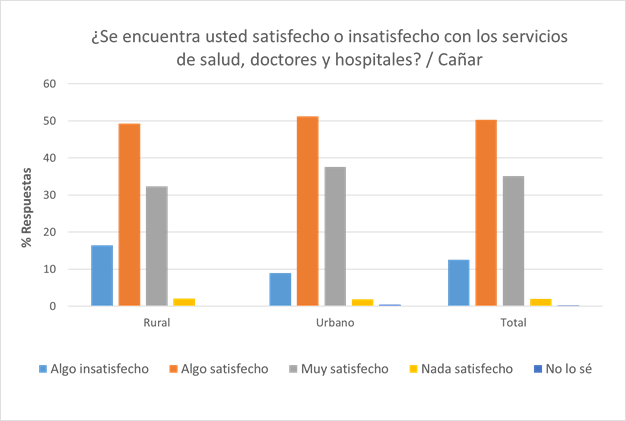 ¿Se encuentra usted satisfecho o insatisfecho con los servicios
de salud, doctores y hospitales? / Cañar
% Respuestas
60
50
40
30
20
10
0
Rural Urbano Total
Algo insatisfecho Algo satisfecho Muy satisfecho Nada satisfecho No lo sé